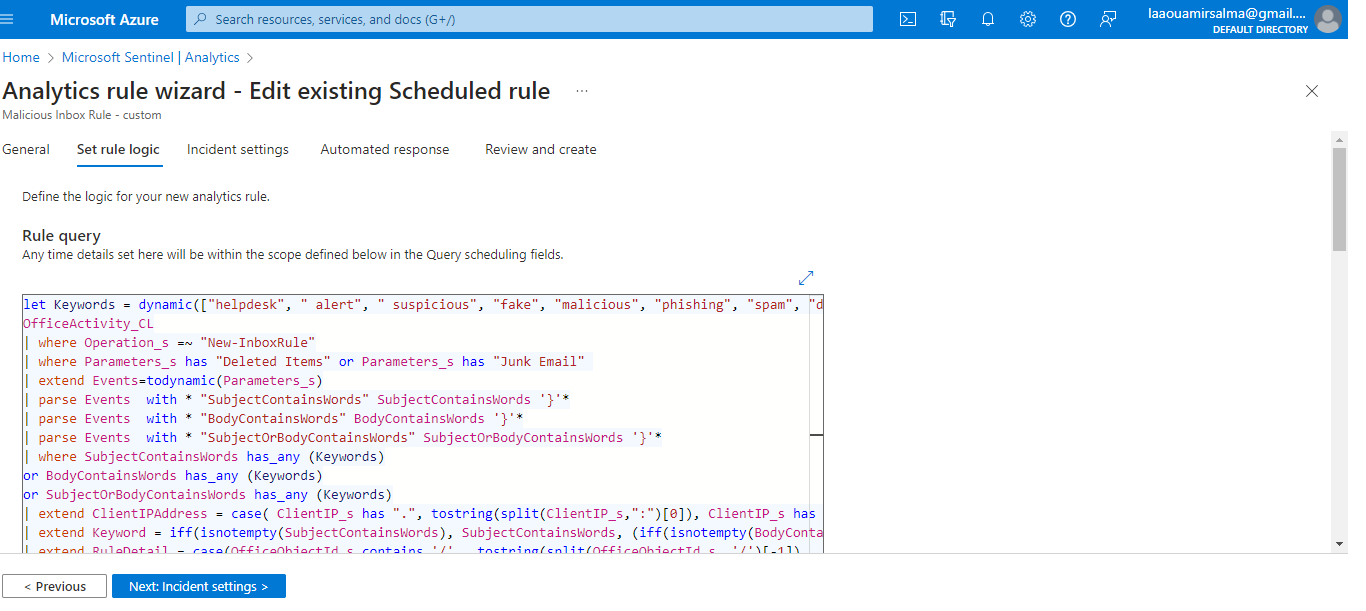 Microsoft Azure
Search resources, services, and docs (G+/)
laaouamirsalma@gmail....
DEFAULT DIRECTORY
Home > Microsoft Sentinel | Analytics >
Analytics rule wizard - Edit existing Scheduled rule ...
Malicious Inbox Rule - custom
General Set rule logic Incident settings Automated response Review and create
Define the logic for your new analytics rule.
Rule query
Any time details set here will be within the scope defined below in the Query scheduling fields.
let Keywords = dynamic(["helpdesk", " alert", " suspicious", "fake", "malicious", "phishing", "spam", "d
OfficeActivity_CL
| where Operation_s =~ "New-InboxRule"
| where Parameters_s has "Deleted Items" or Parameters_s has "Junk Email"
| extend Events=todynamic(Parameters_s)
| parse Events  with * "SubjectContainsWords" SubjectContainsWords '}'*
| parse Events  with * "BodyContainsWords" BodyContainsWords '}'*
| parse Events  with * "SubjectOrBodyContainsWords" SubjectOrBodyContainsWords '}'*
| where SubjectContainsWords has_any (Keywords)
or BodyContainsWords has_any (Keywords)
or SubjectOrBodyContainsWords has_any (Keywords)
| extend ClientIPAddress = case( ClientIP_s has ".", tostring(split(ClientIP_s,":")[0]), ClientIP_s has
| extend Keyword = iff(isnotempty(SubjectContainsWords), SubjectContainsWords, (iff(isnotempty(BodyConta
| extend RuleDetail = case(OfficeObjectId_s contains '/' , tostring(split(OfficeObjectId_s, '/')[-1])
< Previous
Next: Incident settings >